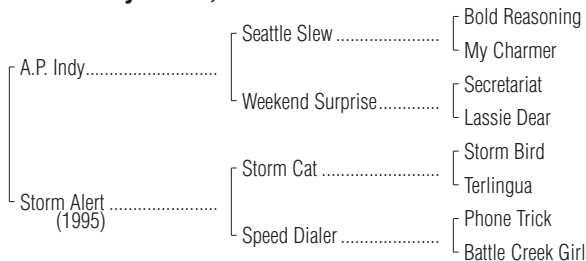 Bold Reasoning
Seattle Slew ........................
My Charmer
A.P. Indy..............................
Secretariat
Weekend Surprise.............
Lassie Dear
Storm Bird
Storm Cat ...........................
Terlingua
Storm Alert .........................
(1995)
Phone Trick
Speed Dialer ......................
Battle Creek Girl